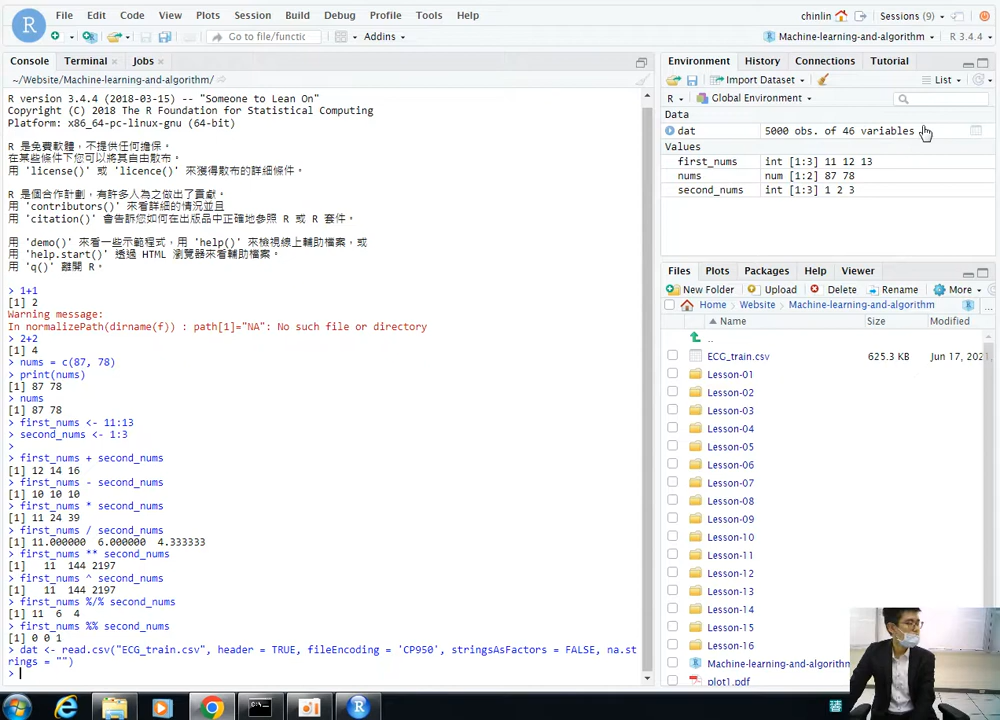 File Edit Code View Plots Session Build Debug Profile Tools Help
chinlin Sessions (9)
Go to file/functic Addins
Machine-learning-and-algorithm R 3.4.4
Console Terminal Jobs
~/Website/Machine-learning-and-algorithm/
R version 3.4.4 (2018-03-15) -- "Someone to Lean On"
Copyright (C) 2018 The R Foundation for Statistical Computing
Platform: x86_64-pc-linux-gnu (64-bit)
R 是免費軟體，不提供任何擔保。
在某些條件下您可以將其自由散布。
用 'license()' 或 'licence()' 來獲得散布的詳細條件。
R 是個合作計劃，有許多人為之做出了貢獻。
用 'contributors()' 來看詳細的情況並且
用 'citation()' 會告訴您如何在出版品中正確地參照 R 或 R 套件。
用 'demo()' 來看一些示範程式，用 'help()' 來檢視線上輔助檔案，或
用 'help.start()' 透過 HTML 瀏覽器來看輔助檔案。
用 'q()' 離開 R。
> 1+1
[1] 2
Warning message:
In normalizePath(dirname(f)) : path[1]="NA": No such file or directory
> 2+2
[1] 4
> nums = c(87, 78)
> print(nums)
[1] 87 78
> nums
[1] 87 78
> first_nums <- 11:13
> second_nums <- 1:3
>
> first_nums + second_nums
[1] 12 14 16
> first_nums - second_nums
[1] 10 10 10
> first_nums * second_nums
[1] 11 24 39
> first_nums / second_nums
[1] 11.000000 6.000000 4.333333
> first_nums ** second_nums
[1] 11 144 2197
> first_nums ^ second_nums
[1] 11 144 2197
> first_nums %/% second_nums
[1] 11 6 4
> first_nums %% second_nums
[1] 0 0 1
> dat <- read.csv("ECG_train.csv", header = TRUE, fileEncoding = 'CP950', stringsAsFactors = FALSE, na.st
rings = "")
>
Environment History Connections Tutorial
Import Dataset List
R Global Environment
Data
dat 5000 obs. of 46 variables
Values
first_nums int [1:3] 11 12 13
nums num [1:2] 87 78
second_nums int [1:3] 1 2 3
Files Plots Packages Help Viewer
New Folder Upload Delete Rename More
Home Website Machine-learning-and-algorithm ...
Name Size Modified
..
ECG_train.csv 625.3 KB Jun 17, 2021,
Lesson-01
Lesson-02
Lesson-03
Lesson-04
Lesson-05
Lesson-06
Lesson-07
Lesson-08
Lesson-09
Lesson-10
Lesson-11
Lesson-12
Lesson-13
Lesson-14
Lesson-15
Lesson-16
Machine-learning-and-algorithm
plot1.pdf